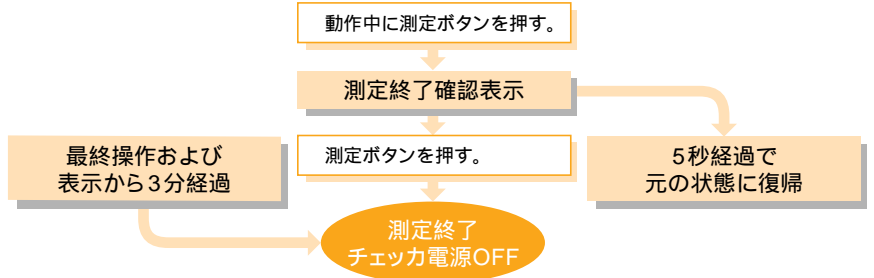 動作中に測定ボタンを押す。
測定終了確認表示
最終操作および
表示から3分経過
測定ボタンを押す。
5秒経過で
元の状態に復帰
測定終了
チェッカ電源OFF